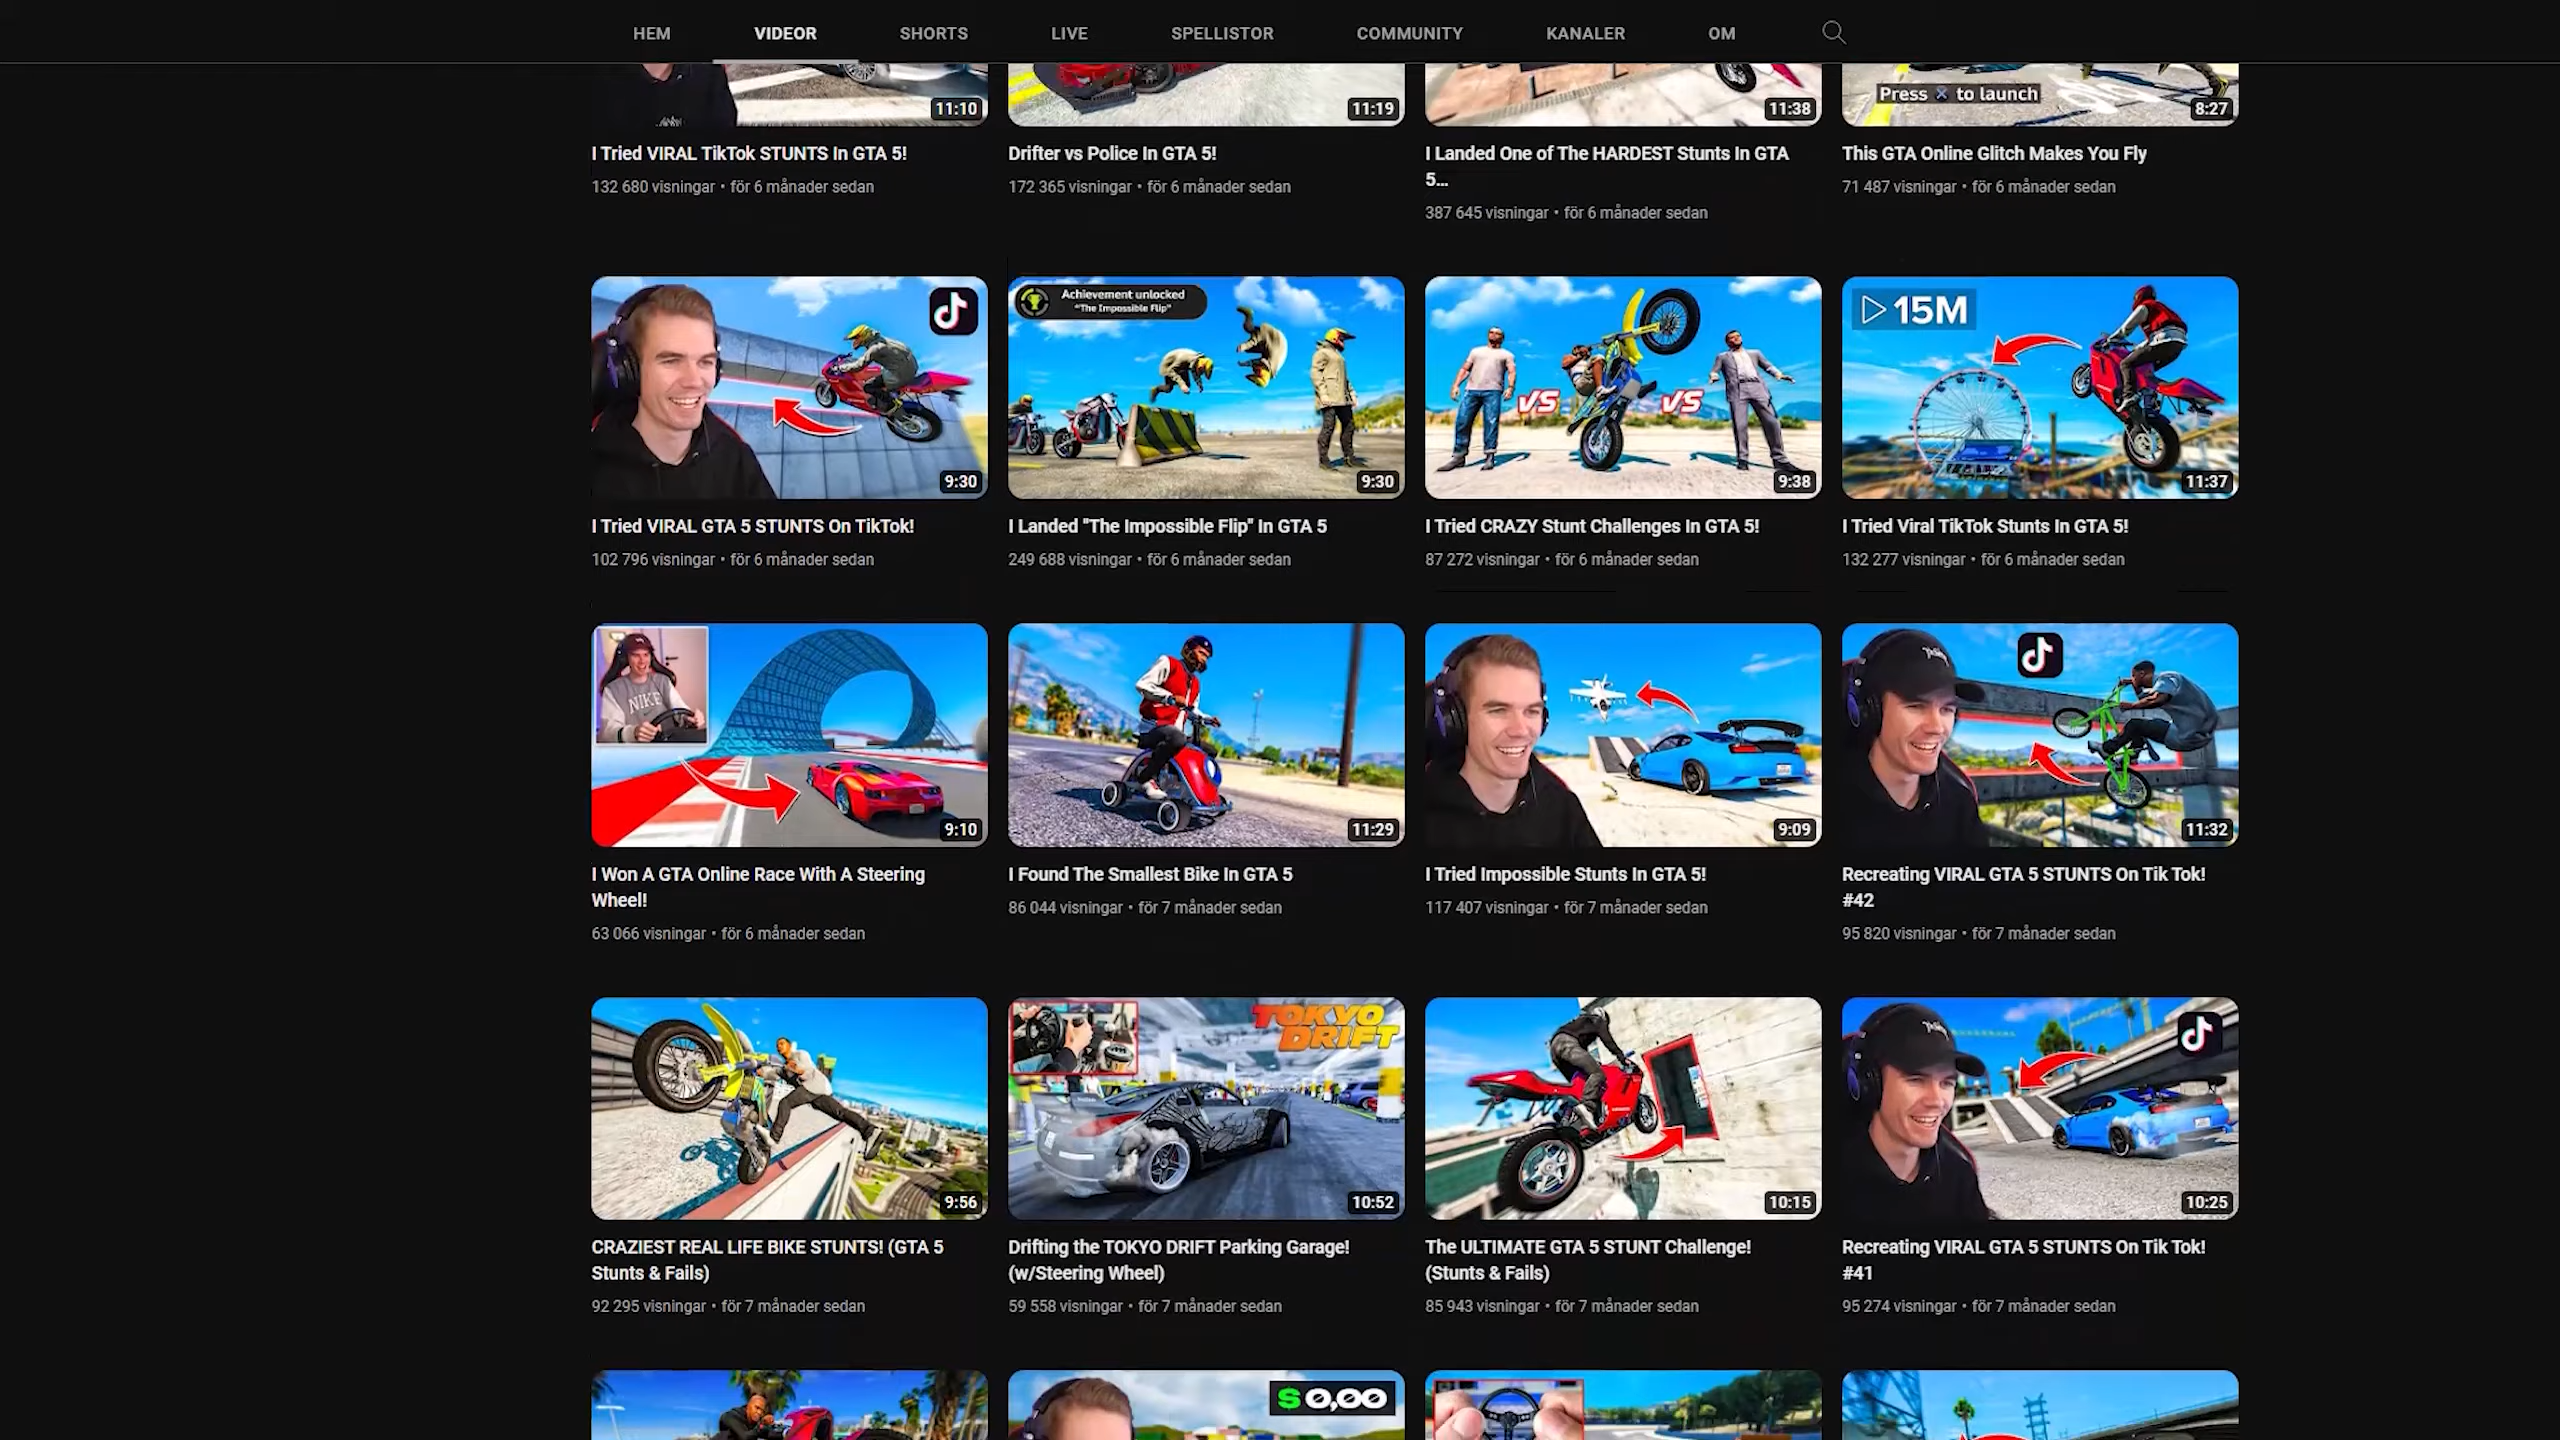 HEM
VIDEOR
SHORTS
LIVE
SPELLISTOR
COMMUNITY
KANALER
OM
11:10
11:19
11:38
Press to launch
8:27
I Tried VIRAL TikTok STUNTS In GTA 5!
132 680 visningar • för 6 månader sedan
Drifter vs Police In GTA 5!
172 365 visningar • för 6 månader sedan
I Landed One of The HARDEST Stunts In GTA
5...
387 645 visningar • för 6 månader sedan
This GTA Online Glitch Makes You Fly
71 487 visningar • för 6 månader sedan
9:30
Achievement unlocked
"The Impossible Flip"
9:30
VS
VS
9:38
15M
11:37
I Tried VIRAL GTA 5 STUNTS On TikTok!
102 796 visningar • för 6 månader sedan
I Landed "The Impossible Flip" In GTA 5
249 688 visningar • för 6 månader sedan
I Tried CRAZY Stunt Challenges In GTA 5!
87 272 visningar • för 6 månader sedan
I Tried Viral TikTok Stunts In GTA 5!
132 277 visningar • för 6 månader sedan
NIKE
9:10
11:29
9:09
11:32
I Won A GTA Online Race With A Steering
Wheel!
63 066 visningar • för 6 månader sedan
I Found The Smallest Bike In GTA 5
86 044 visningar • för 7 månader sedan
I Tried Impossible Stunts In GTA 5!
117 407 visningar • för 7 månader sedan
Recreating VIRAL GTA 5 STUNTS On Tik Tok!
#42
95 820 visningar • för 7 månader sedan
9:56
TOKYO
DRIFT
10:52
10:15
10:25
CRAZIEST REAL LIFE BIKE STUNTS! (GTA 5
Stunts & Fails)
92 295 visningar • för 7 månader sedan
Drifting the TOKYO DRIFT Parking Garage!
(w/Steering Wheel)
59 558 visningar • för 7 månader sedan
The ULTIMATE GTA 5 STUNT Challenge!
(Stunts & Fails)
85 943 visningar • för 7 månader sedan
Recreating VIRAL GTA 5 STUNTS On Tik Tok!
#41
95 274 visningar • för 7 månader sedan
$ 0,00